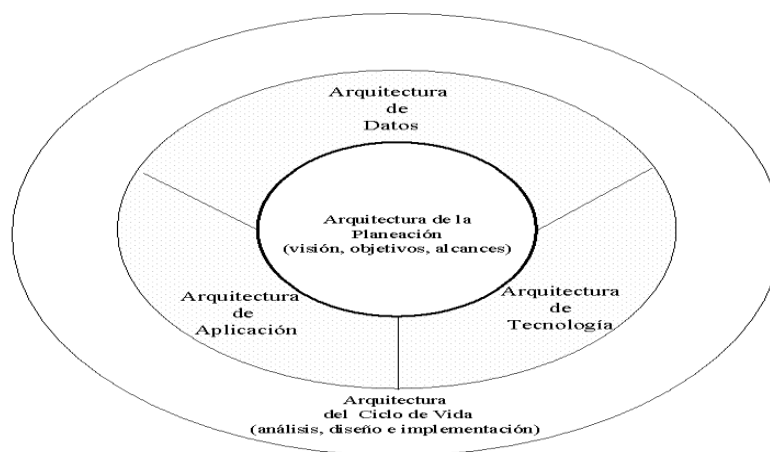 Arquitectura
de
Datos
Arquitectura de la
Planeación
(visión, objetivos, alcances)
Arquitectura
de
Aplicación
Arquitectura
de
Tecnología
Arquitectura
del Ciclo de Vida
(análisis, diseño e implementación)